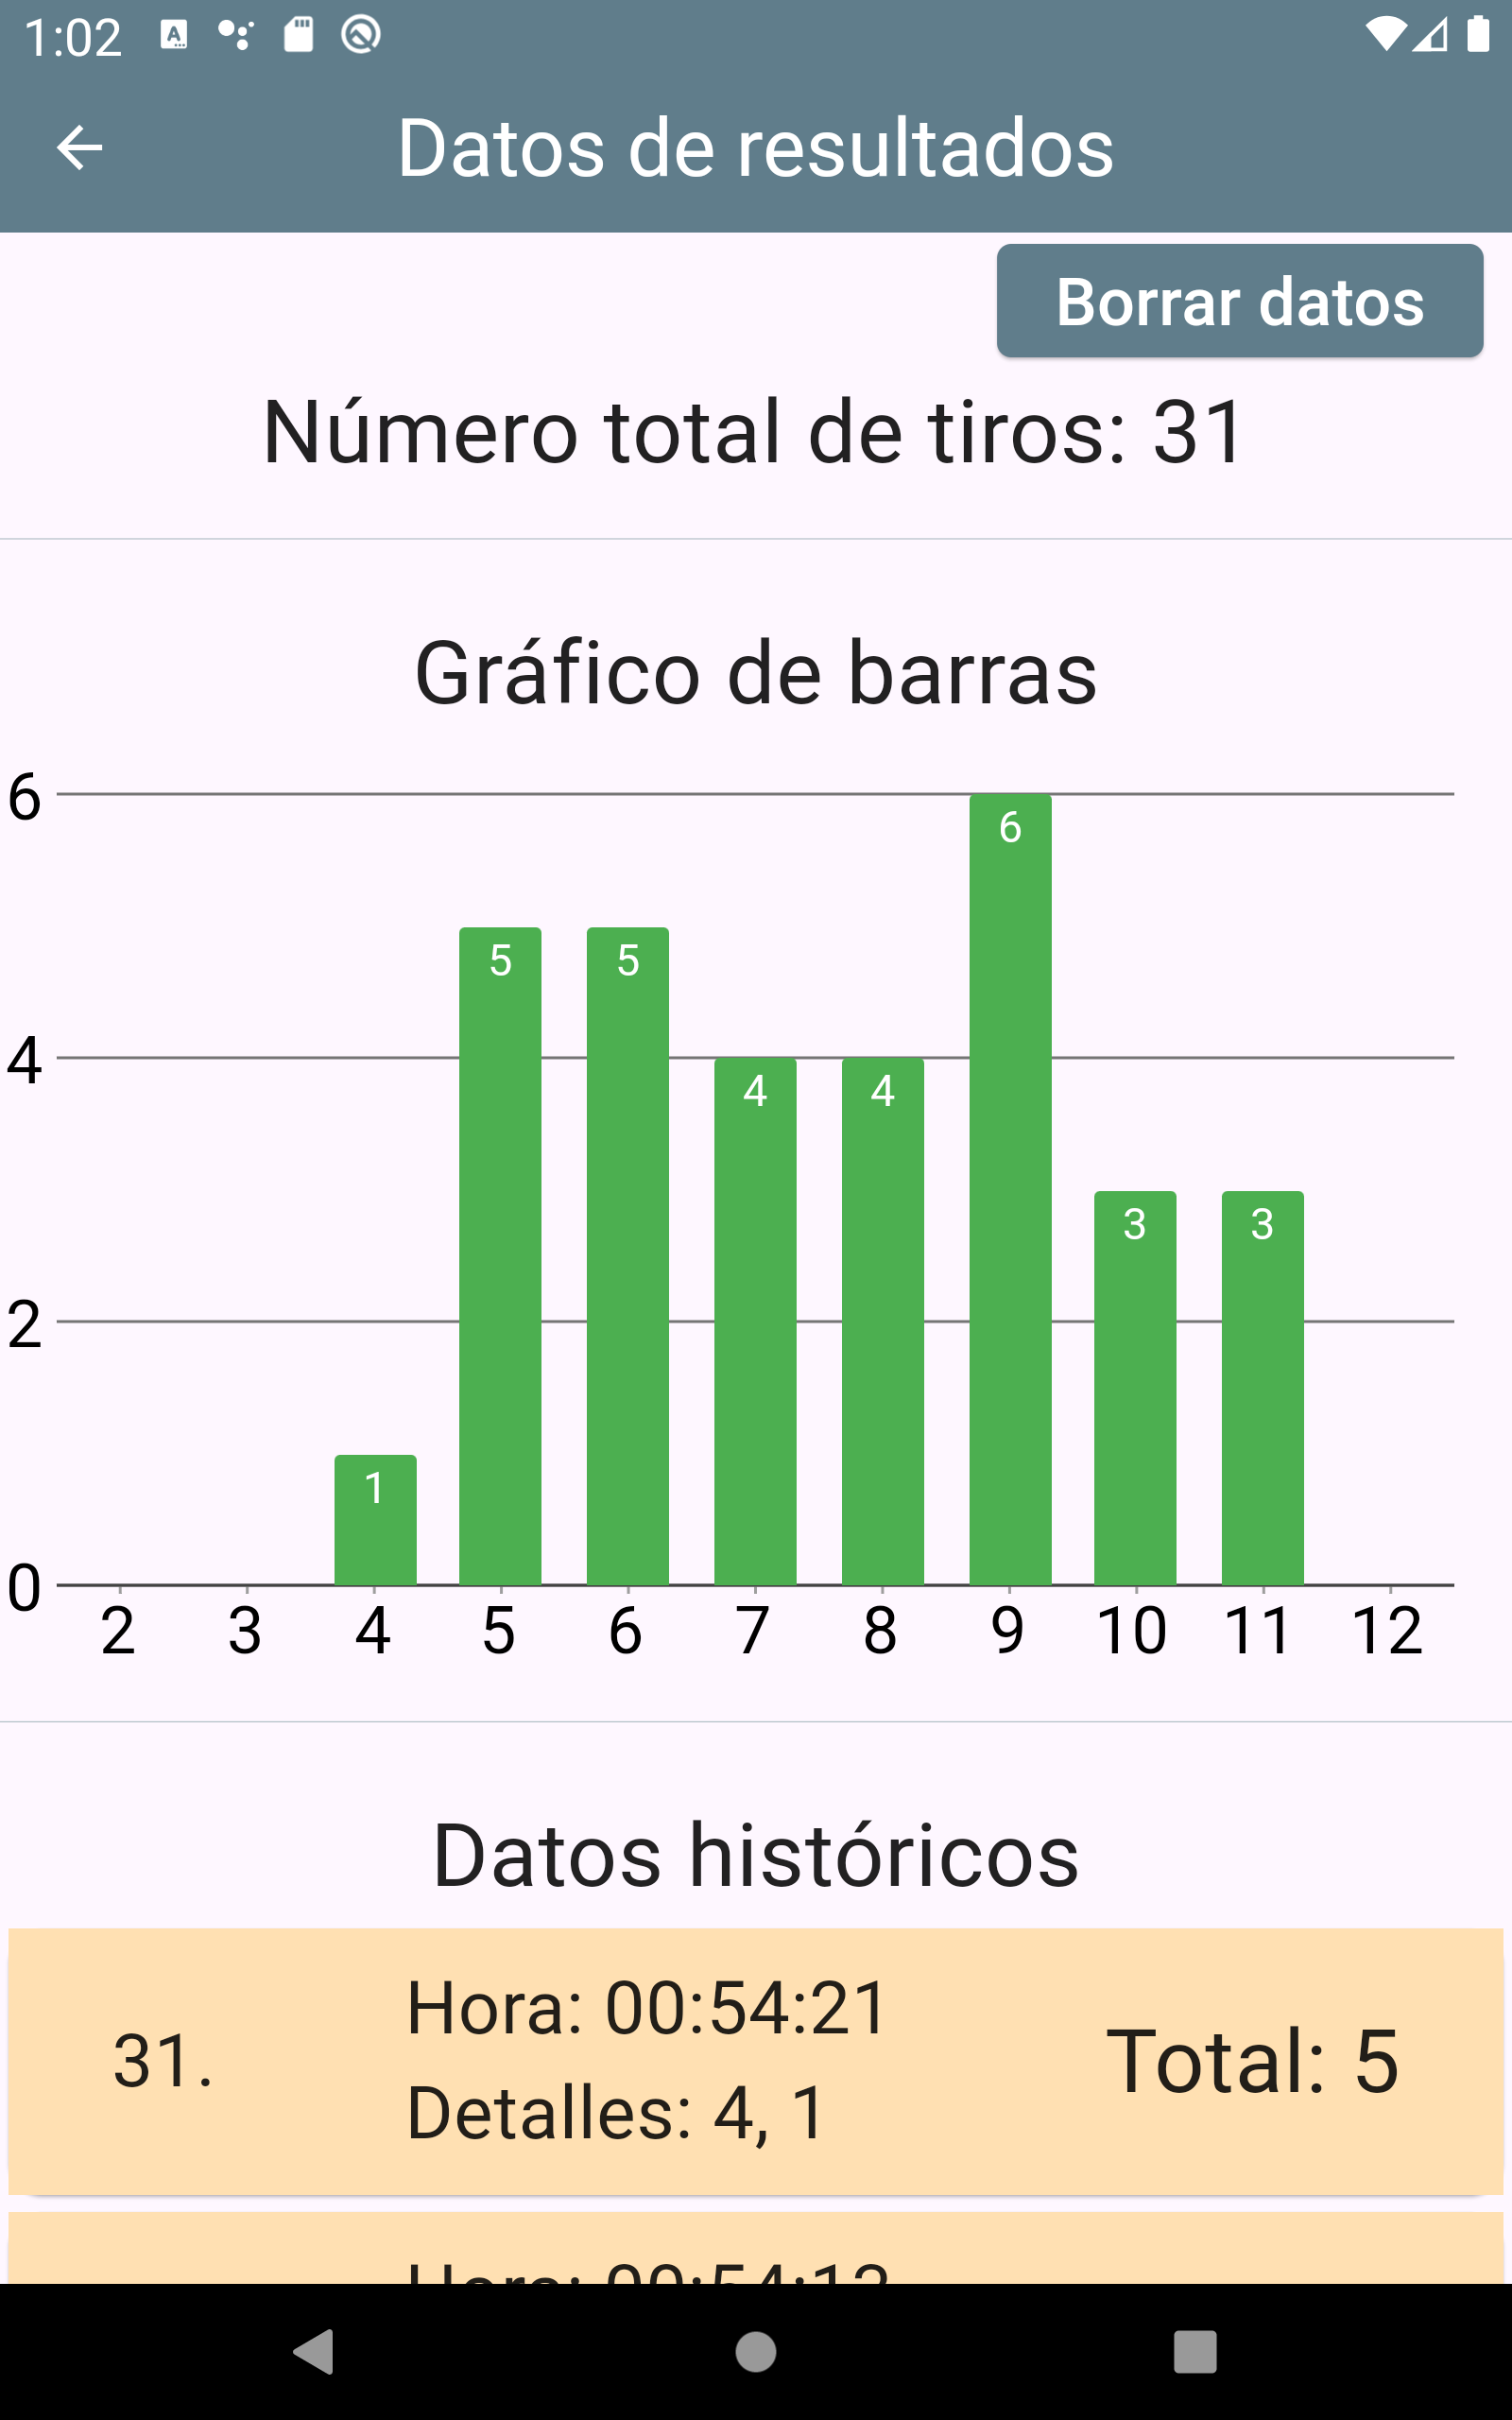 1:02
Datos de resultados
Borrar datos
Número total de tiros: 31
Gráfico de barras
6
4
2
0
1
5
5
4
4
6
3
3
2 3 4 5 6 7 8 9 10 11 12
Datos históricos
31.
Hora: 00:54:21
Detalles: 4, 1
Total: 5